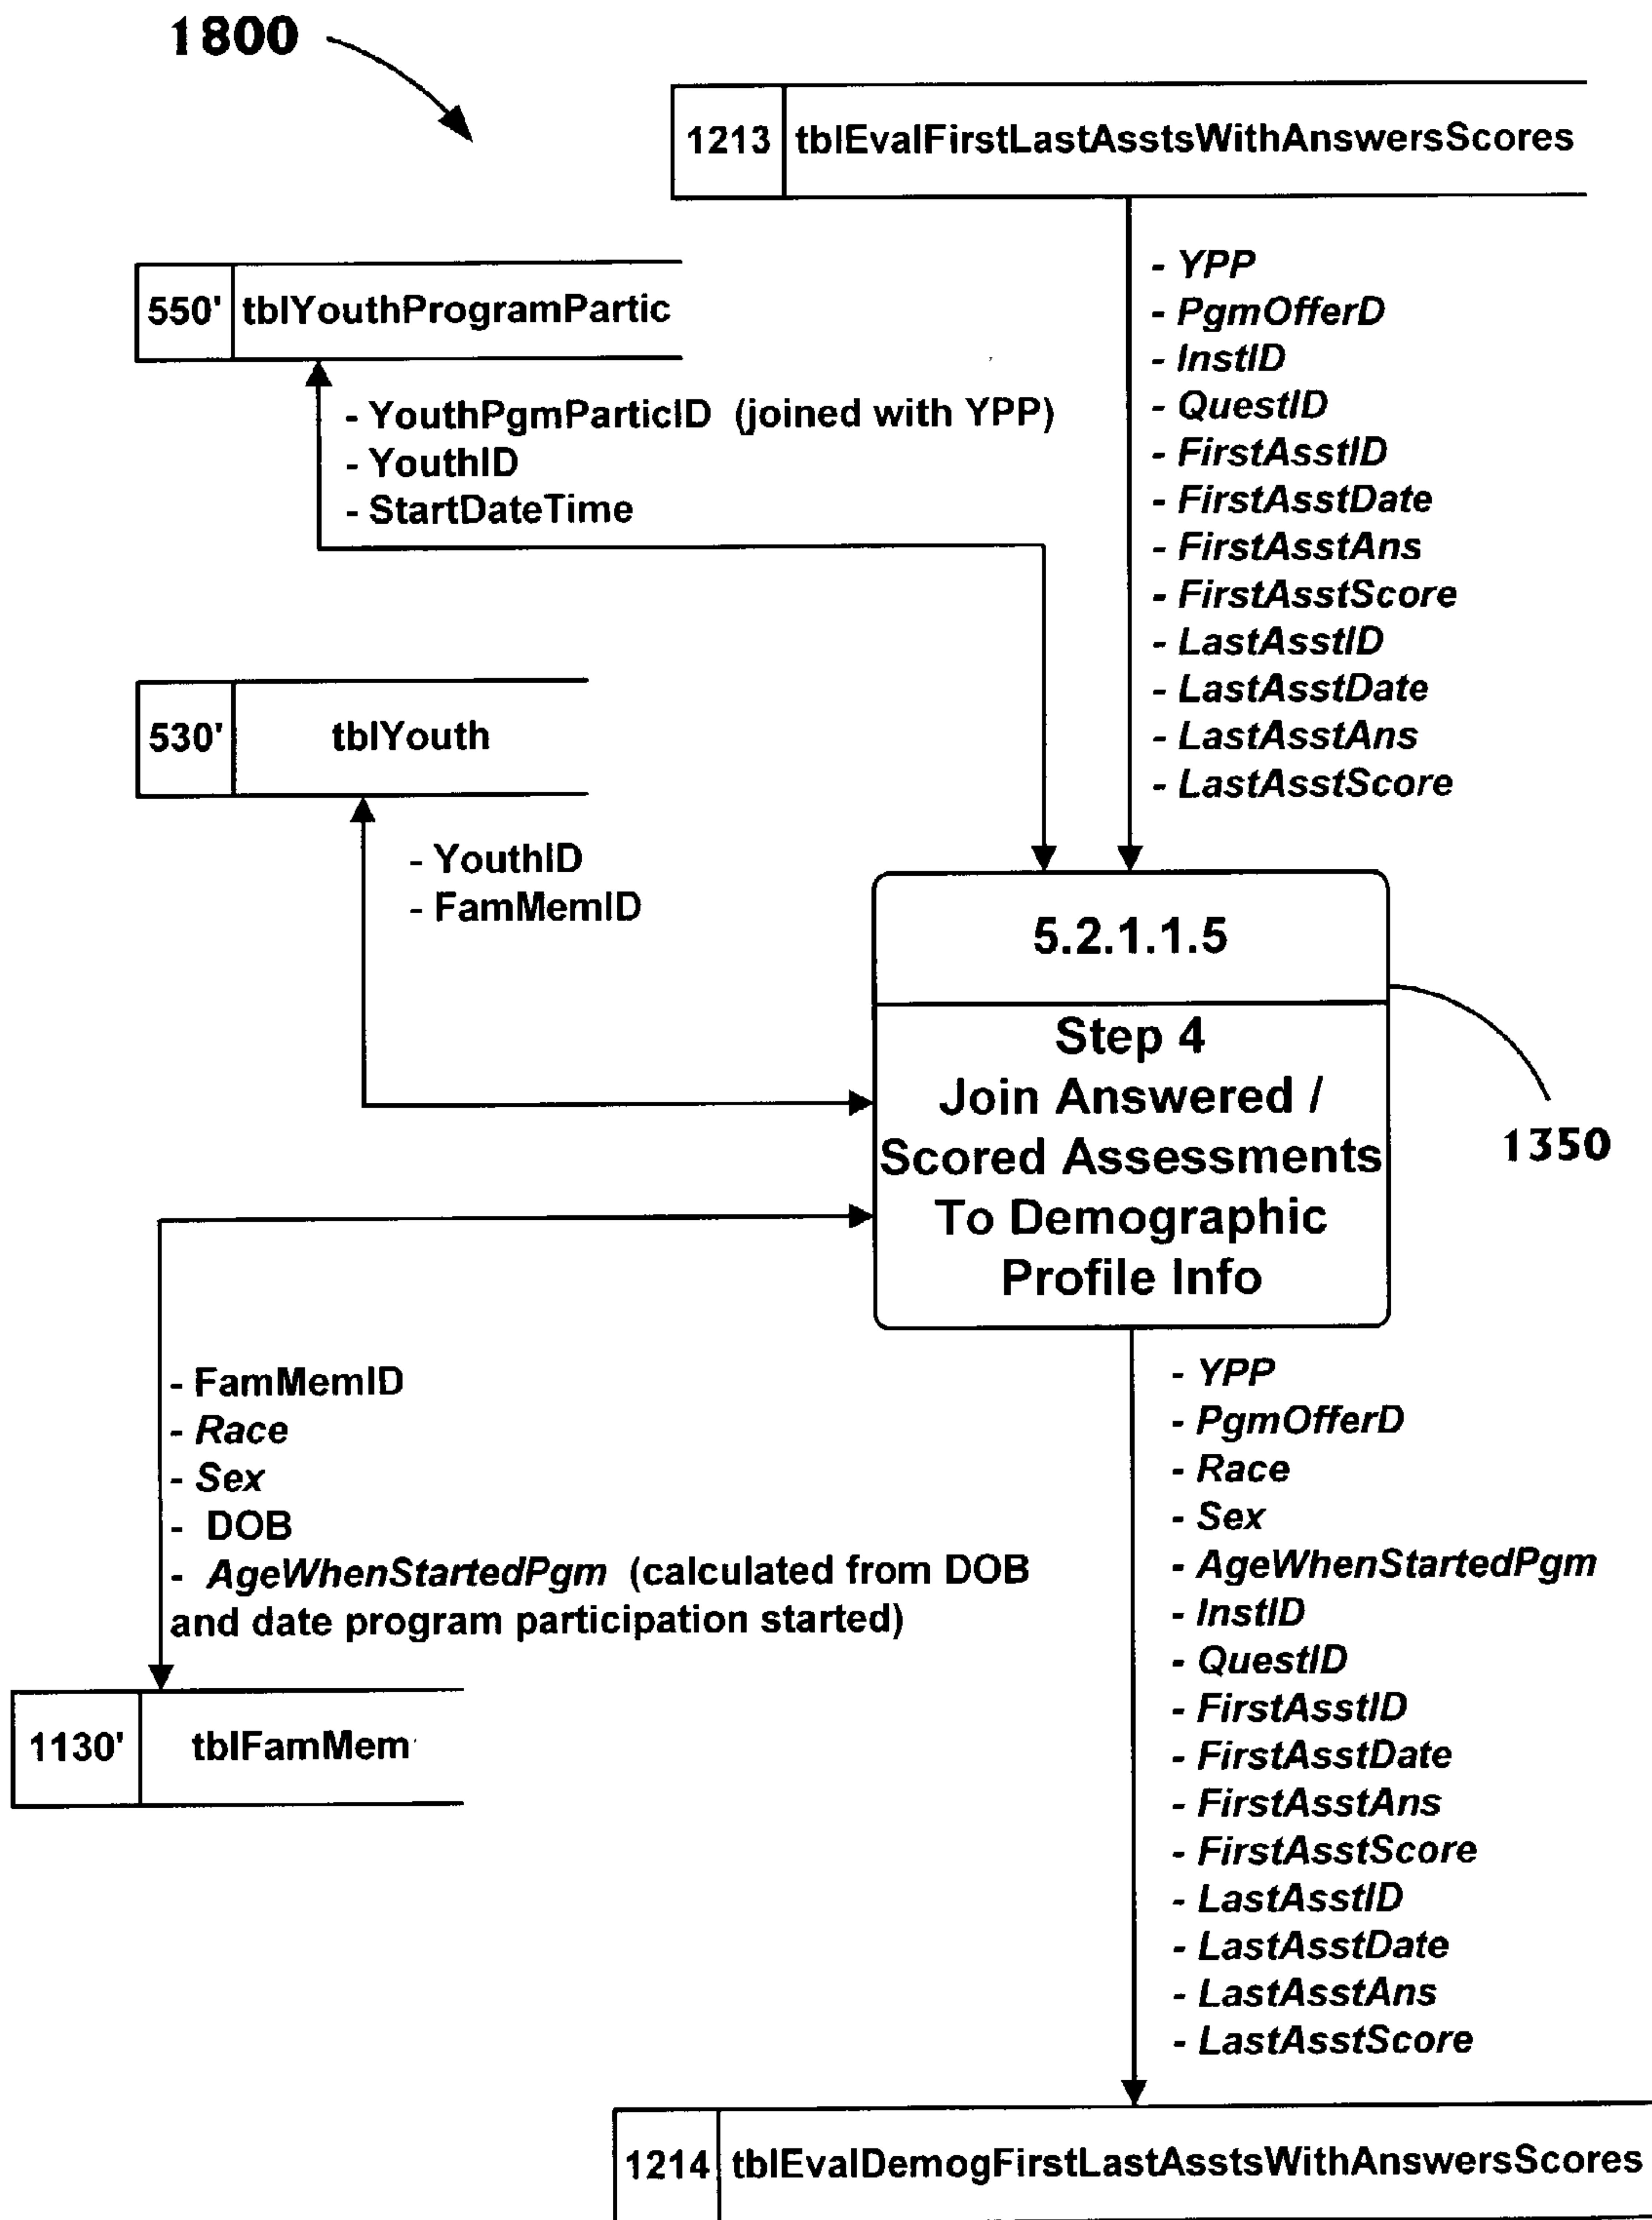 1800
1213 tblEvalFirstLastAsstsWithAnswersScores
- YPP
- PgmOfferD
- InstID
- QuestID
- FirstAsstID
- FirstAsstDate
- FirstAsstAns
- FirstAsstScore
- LastAsstID
- LastAsstDate
- LastAsstAns
- LastAsstScore
550' tblYouthProgramPartic
- YouthPgmParticID (joined with YPP)
- YouthID
- StartDateTime
530' tblYouth
- YouthID
- FamMemID
5.2.1.1.5
Step 4
Join Answered /
Scored Assessments
To Demographic
Profile Info
1350
- FamMemID
- Race
- Sex
- DOB
- AgeWhenStartedPgm (calculated from DOB
and date program participation started)
1130' tblFamMem
- YPP
- PgmOfferD
- Race
- Sex
- AgeWhenStartedPgm
- InstID
- QuestID
- FirstAsstID
- FirstAsstDate
- FirstAsstAns
- FirstAsstScore
- LastAsstID
- LastAsstDate
- LastAsstAns
- LastAsstScore
1214 tblEvalDemogFirstLastAsstsWithAnswersScores